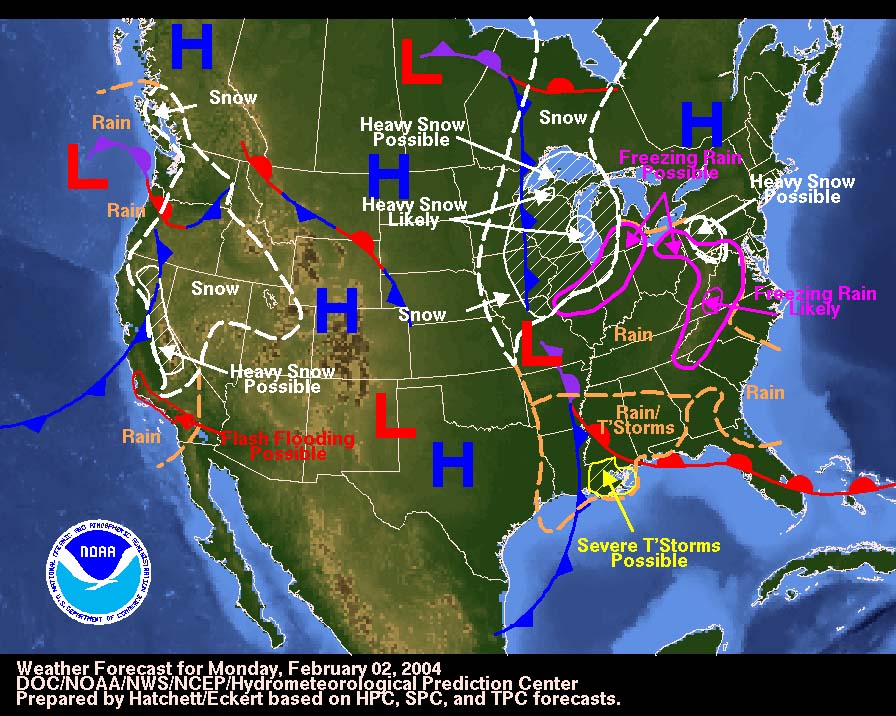 H
L
Snow
Rain
Heavy Snow
Possible
Snow
H
Freezing Rain
Possible
L
H
Heavy Snow
Possible
Heavy Snow
Likely
Rain
Snow
H
Snow
Freezing Rain
Likely
L
Rain
Heavy Snow
Possible
Rain
L
Rain/
T'Storms
Rain
Flash Flooding
Possible
H
Severe T'Storms
Possible
NATIONAL OCEANIC AND ATMOSPHERIC ADMINISTRATION
NOAA
U.S. DEPARTMENT OF COMMERCE
Weather Forecast for Monday, February 02, 2004
DOC/NOAA/NWS/NCEP/Hydrometeorological Prediction Center
Prepared by Hatchett/Eckert based on HPC, SPC, and TPC forecasts.